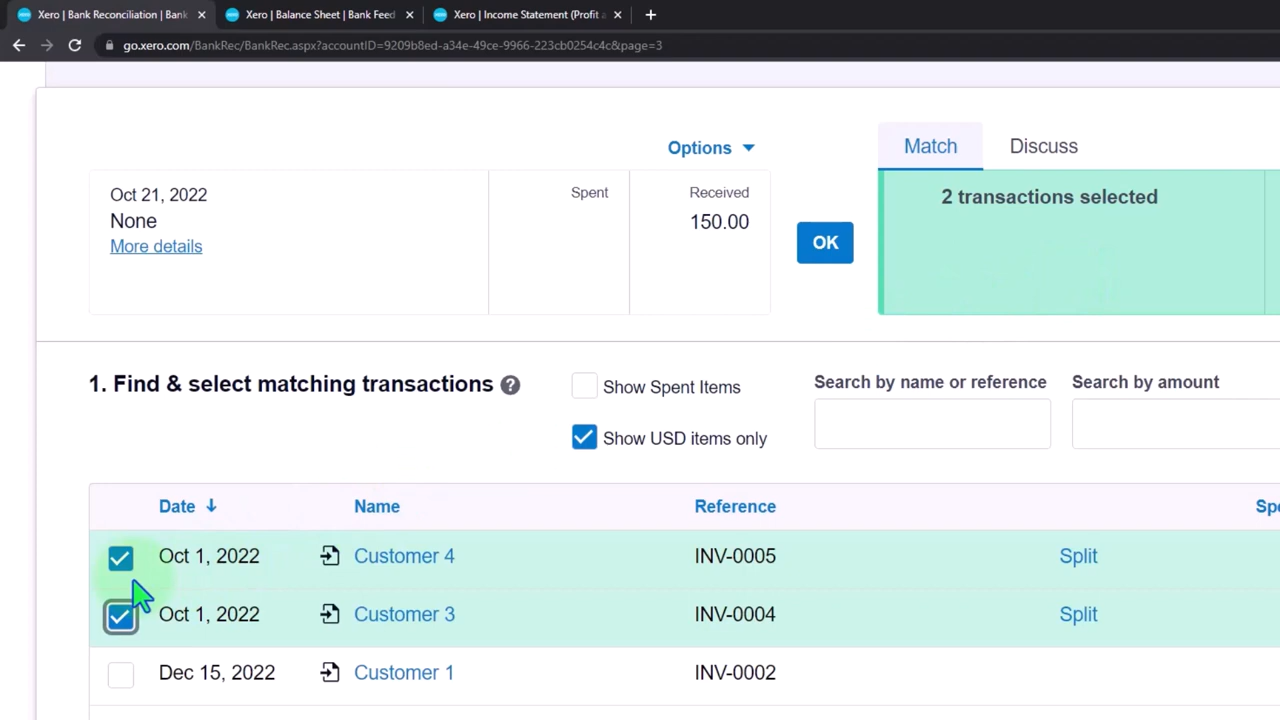 Xero | Bank Reconciliation | Bank
Xero | Balance Sheet | Bank Feed
Xero | Income Statement (Profit a
go.xero.com/BankRec/BankRec.aspx?accountID=9209b8ed-a34e-49ce-9966-223cb0254c4c&page=3
Options
Match
Discuss
Oct 21, 2022
None
More details
Spent
Received
150.00
OK
2 transactions selected
1. Find & select matching transactions
Show Spent Items
Show USD items only
Search by name or reference
Search by amount
Date Name Reference Spe
Oct 1, 2022 Customer 4 INV-0005 Split
Oct 1, 2022 Customer 3 INV-0004 Split
Dec 15, 2022 Customer 1 INV-0002